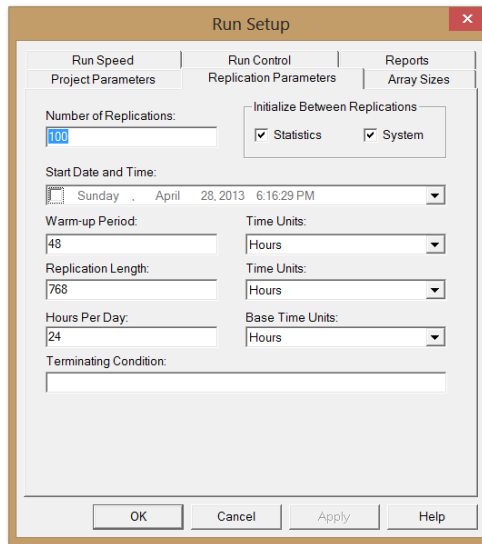 Run Setup
x
Run Speed Run Control Reports
Project Parameters Replication Parameters Array Sizes
Number of Replications:
100
Initialize Between Replications
Statistics System
Start Date and Time:
Sunday , April 28, 2013 6:16:29 PM
Warm-up Period: Time Units:
48 Hours
Replication Length: Time Units:
768 Hours
Hours Per Day: Base Time Units:
24 Hours
Terminating Condition:
OK Cancel Apply Help